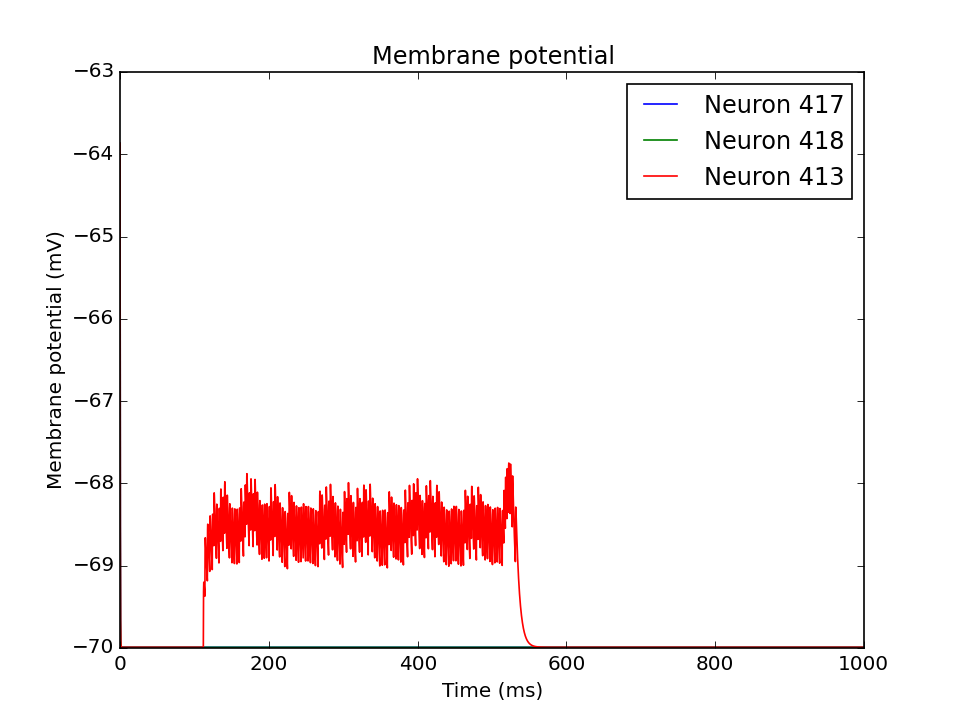 Membrane potential
Neuron 417
Neuron 418
Neuron 413
−63
−64
−65
−66
−67
−68
−69
−70
Membrane potential (mV)
0 200 400 600 800 1000
Time (ms)